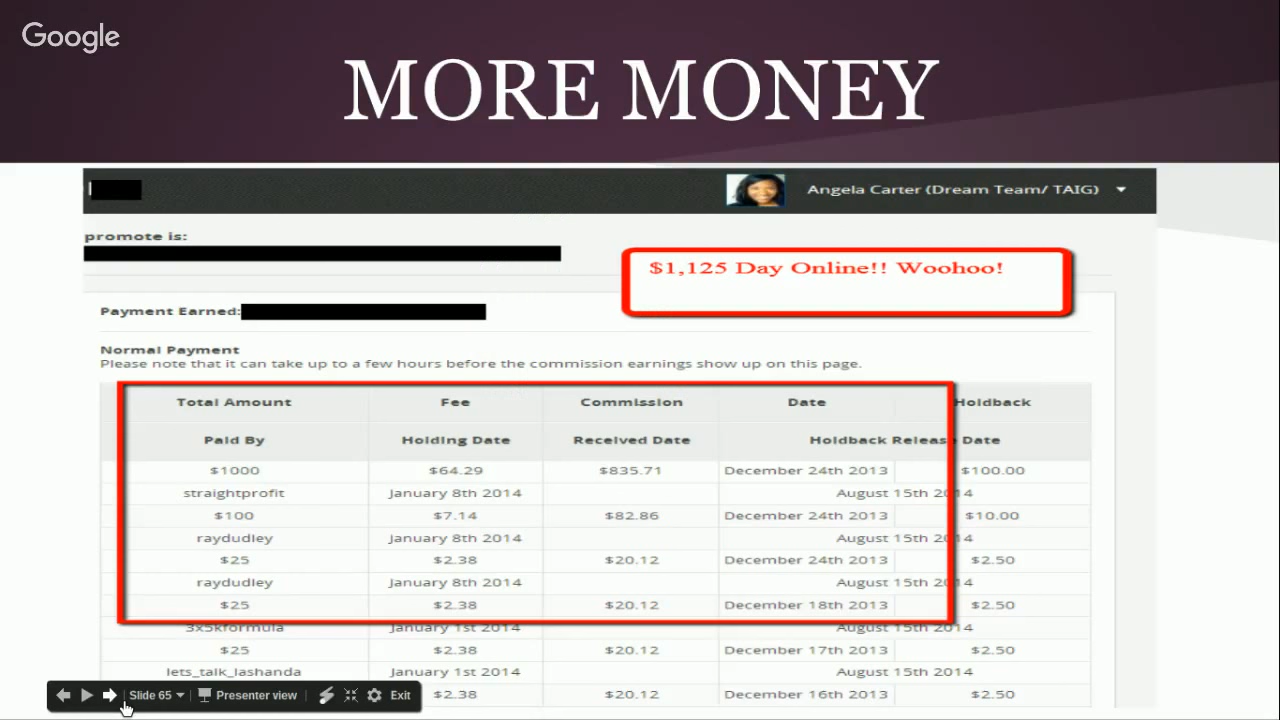 Google
MORE MONEY
Angela Carter (Dream Team/ TAIG)
promote is:
$1,125 Day Online!! Woohoo!
Payment Earned:
Normal Payment
Please note that it can take up to a few hours before the commission earnings show up on this page.
Total Amount Fee Commission Date Holdback
Paid By Holding Date Received Date Holdback Release Date
$1000 $64.29 $835.71 December 24th 2013 $100.00
straightprofit January 8th 2014 August 15th 2014
$100 $7.14 $82.86 December 24th 2013 $10.00
raydudley January 8th 2014 August 15th 2014
$25 $2.38 $20.12 December 24th 2013 $2.50
raydudley January 8th 2014 August 15th 2014
$25 $2.38 $20.12 December 18th 2013 $2.50
3x5kformula January 1st 2014 August 15th 2014
$25 $2.38 $20.12 December 17th 2013 $2.50
lets_talk_lashanda January 1st 2014 August 15th 2014
$2.38 $20.12 December 16th 2013 $2.50
Slide 65 Presenter view Exit